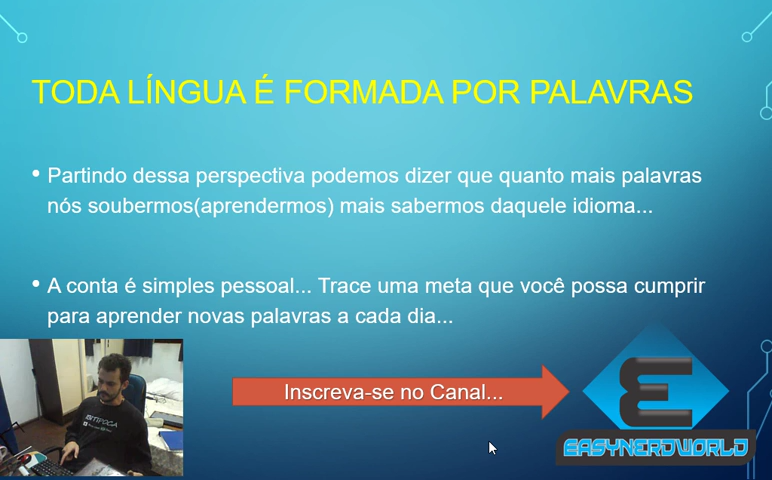 TODA LÍNGUA É FORMADA POR PALAVRAS
• Partindo dessa perspectiva podemos dizer que quanto mais palavras
nós soubermos(aprendermos) mais sabermos daquele idioma...
• A conta é simples pessoal... Trace uma meta que você possa cumprir
para aprender novas palavras a cada dia...
Inscreva-se no Canal...
E
EASYNERDWORLD